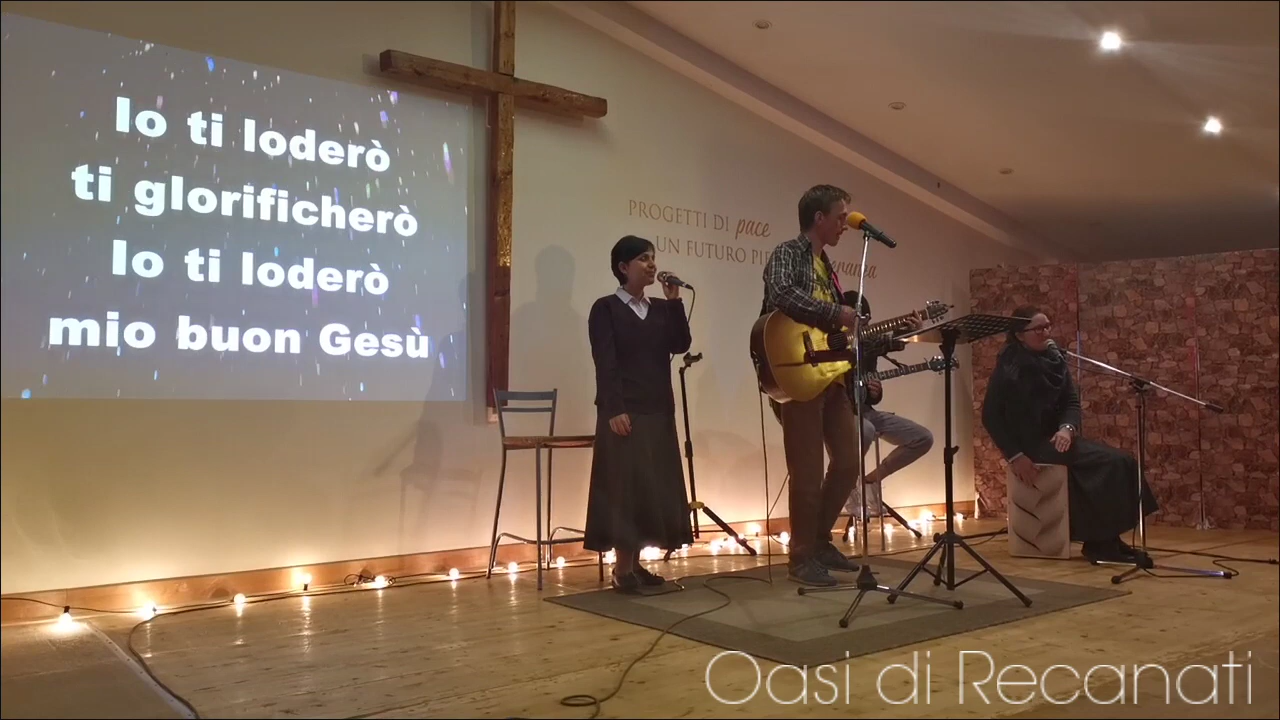 Io ti loderò
ti glorificherò
Io ti loderò
mio buon Gesù
PROGETTI DI pace
UN FUTURO
Oasi di Recanati